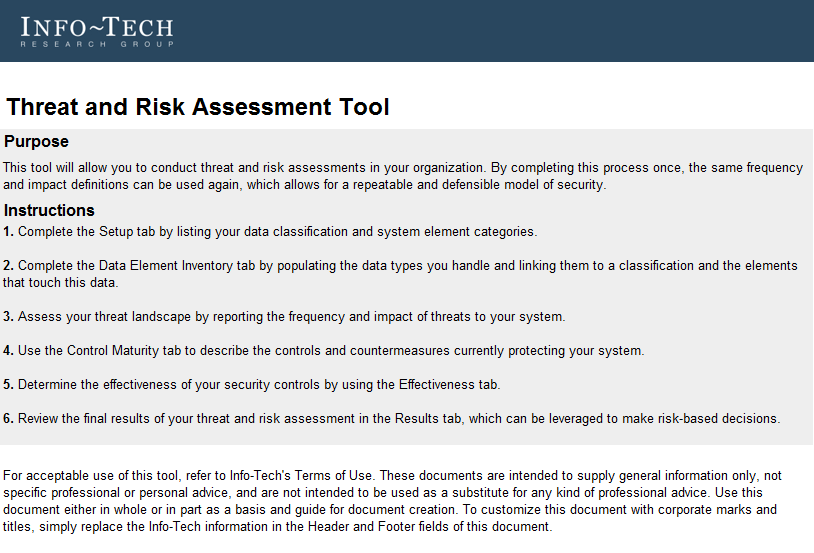 INFO~TECH
RESEARCH GROUP
Threat and Risk Assessment Tool
Purpose
This tool will allow you to conduct threat and risk assessments in your organization. By completing this process once, the same frequency
and impact definitions can be used again, which allows for a repeatable and defensible model of security.
Instructions
1. Complete the Setup tab by listing your data classification and system element categories.
2. Complete the Data Element Inventory tab by populating the data types you handle and linking them to a classification and the elements
that touch this data.
3. Assess your threat landscape by reporting the frequency and impact of threats to your system.
4. Use the Control Maturity tab to describe the controls and countermeasures currently protecting your system.
5. Determine the effectiveness of your security controls by using the Effectiveness tab.
6. Review the final results of your threat and risk assessment in the Results tab, which can be leveraged to make risk-based decisions.
For acceptable use of this tool, refer to Info-Tech's Terms of Use. These documents are intended to supply general information only, not
specific professional or personal advice, and are not intended to be used as a substitute for any kind of professional advice. Use this
document either in whole or in part as a basis and guide for document creation. To customize this document with corporate marks and
titles, simply replace the Info-Tech information in the Header and Footer fields of this document.